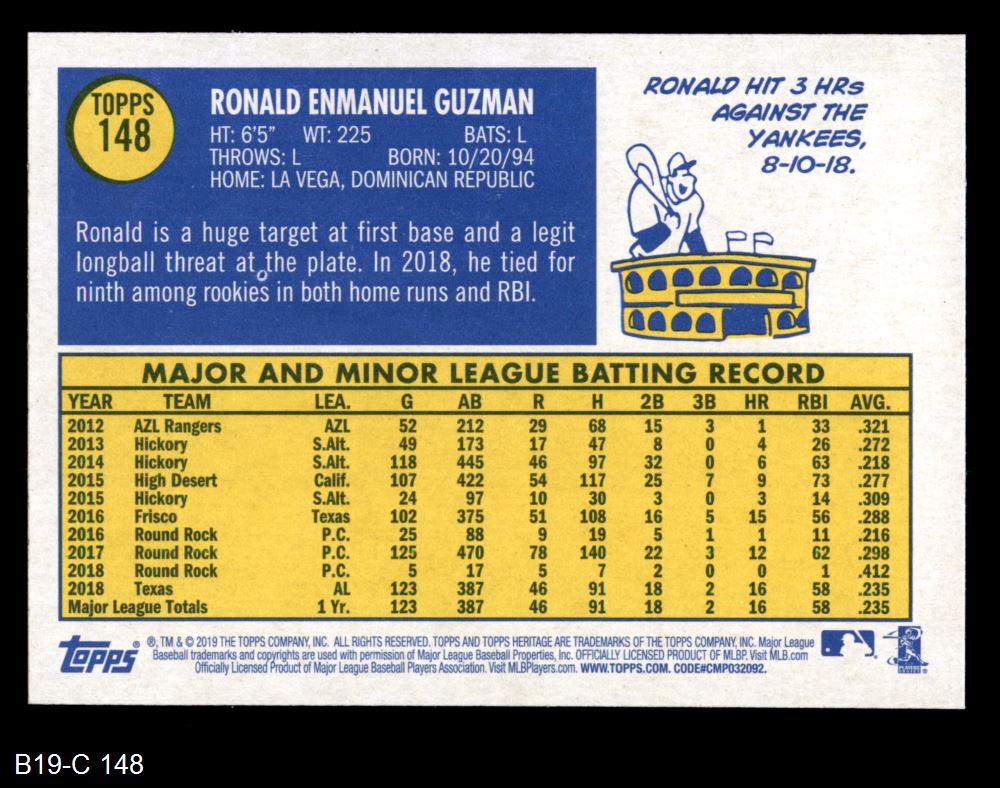 TOPPS
148
RONALD ENMANUEL GUZMAN
HT: 6'5" WT: 225 BATS: L
THROWS: L BORN: 10/20/94
HOME: LA VEGA, DOMINICAN REPUBLIC
Ronald is a huge target at first base and a legit
longball threat at the plate. In 2018, he tied for
ninth among rookies in both home runs and RBI.
RONALD HIT 3 HRs
AGAINST THE
YANKEES,
8-10-18.
MAJOR AND MINOR LEAGUE BATTING RECORD
YEAR TEAM LEA. G AB R H 2B 3B HR RBI AVG.
2012 AZL Rangers AZL 52 212 29 68 15 3 1 33 .321
2013 Hickory S.Atl. 49 173 17 47 8 0 4 26 .272
2014 Hickory S.Atl. 118 445 46 97 32 0 6 63 .218
2015 High Desert Calif. 107 422 54 117 25 7 9 73 .277
2015 Hickory S.Atl. 24 97 10 30 3 0 3 14 .309
2016 Frisco Texas 102 375 51 108 16 5 15 56 .288
2016 Round Rock P.C. 25 88 9 19 5 1 1 11 .216
2017 Round Rock P.C. 125 470 78 140 22 3 12 62 .298
2018 Round Rock P.C. 5 17 5 7 2 0 0 1 .412
2018 Texas AL 123 387 46 91 18 2 16 58 .235
Major League Totals 1 Yr. 123 387 46 91 18 2 16 58 .235
Topps® ®, TM & © 2019 THE TOPPS COMPANY, INC. ALL RIGHTS RESERVED. TOPPS AND TOPPS HERITAGE ARE TRADEMARKS OF THE TOPPS COMPANY, INC. Major League
Baseball trademarks and copyrights are used with permission of Major League Baseball Properties, Inc. OFFICIALLY LICENSED PRODUCT OF MLBP. Visit MLB.com
Officially Licensed Product of Major League Baseball Players Association. Visit MLBPlayers.com. WWW.TOPPS.COM. CODE#CMP032092.
B19-C 148